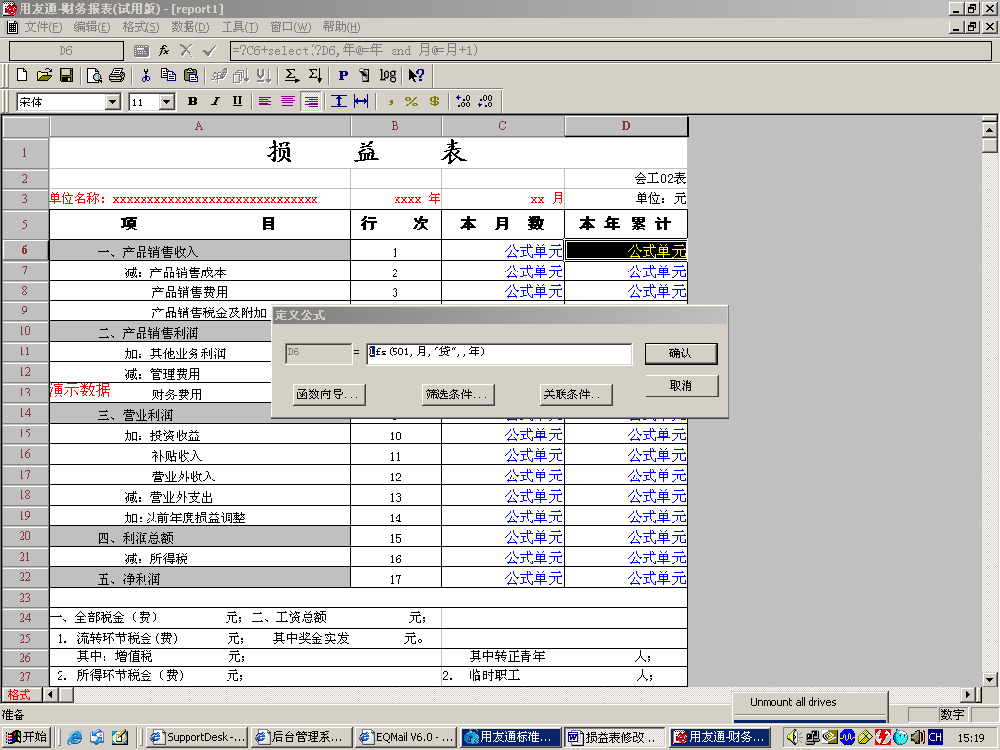 用友通-财务报表(试用版) - [report1]
文件(F) 编辑(E) 格式(S) 数据(D) 工具(T) 窗口(W) 帮助(H)
D6 fx =?C6+select(?D6,年@=年 and 月@=月+1)
P log
宋体 11 B I U , % $ +.0 .00 +.00
A B C D
1 损 益 表
2 会工02表
3 单位名称: xxxxxxxxxxxxxxxxxxxxxxxxxxxxxx xxxx 年 xx 月 单位: 元
5 项 目 行 次 本 月 数 本 年 累 计
6 一、产品销售收入 1 公式单元 公式单元
7 减: 产品销售成本 2 公式单元 公式单元
8 产品销售费用 3 公式单元 公式单元
9 产品销售税金及附加
10 二、产品销售利润
11 加: 其他业务利润
12 减: 管理费用
13 演示数据 财务费用
14 三、营业利润
15 加: 投资收益 10 公式单元 公式单元
16 补贴收入 11 公式单元 公式单元
17 营业外收入 12 公式单元 公式单元
18 减: 营业外支出 13 公式单元 公式单元
19 加:以前年度损益调整 14 公式单元 公式单元
20 四、利润总额 15 公式单元 公式单元
21 减: 所得税 16 公式单元 公式单元
22 五、净利润 17 公式单元 公式单元
23
24 一、全部税金（费） 元; 二、工资总额 元;
25 1. 流转环节税金(费) 元; 其中奖金实发 元。
26 其中: 增值税 元; 其中转正青年 人;
27 2. 所得环节税金（费) 元; 2. 临时职工 人;
定义公式
D6 = lfs(501,月,"贷",,年)
确认
取消
函数向导... 筛选条件... 关联条件...
格式
Unmount all drives
准备 数字
开始 SupportDesk -... 后台管理系... EQMail V6.0 -... 用友通标准... 损益表修改... 用友通-财务... CH 15:19